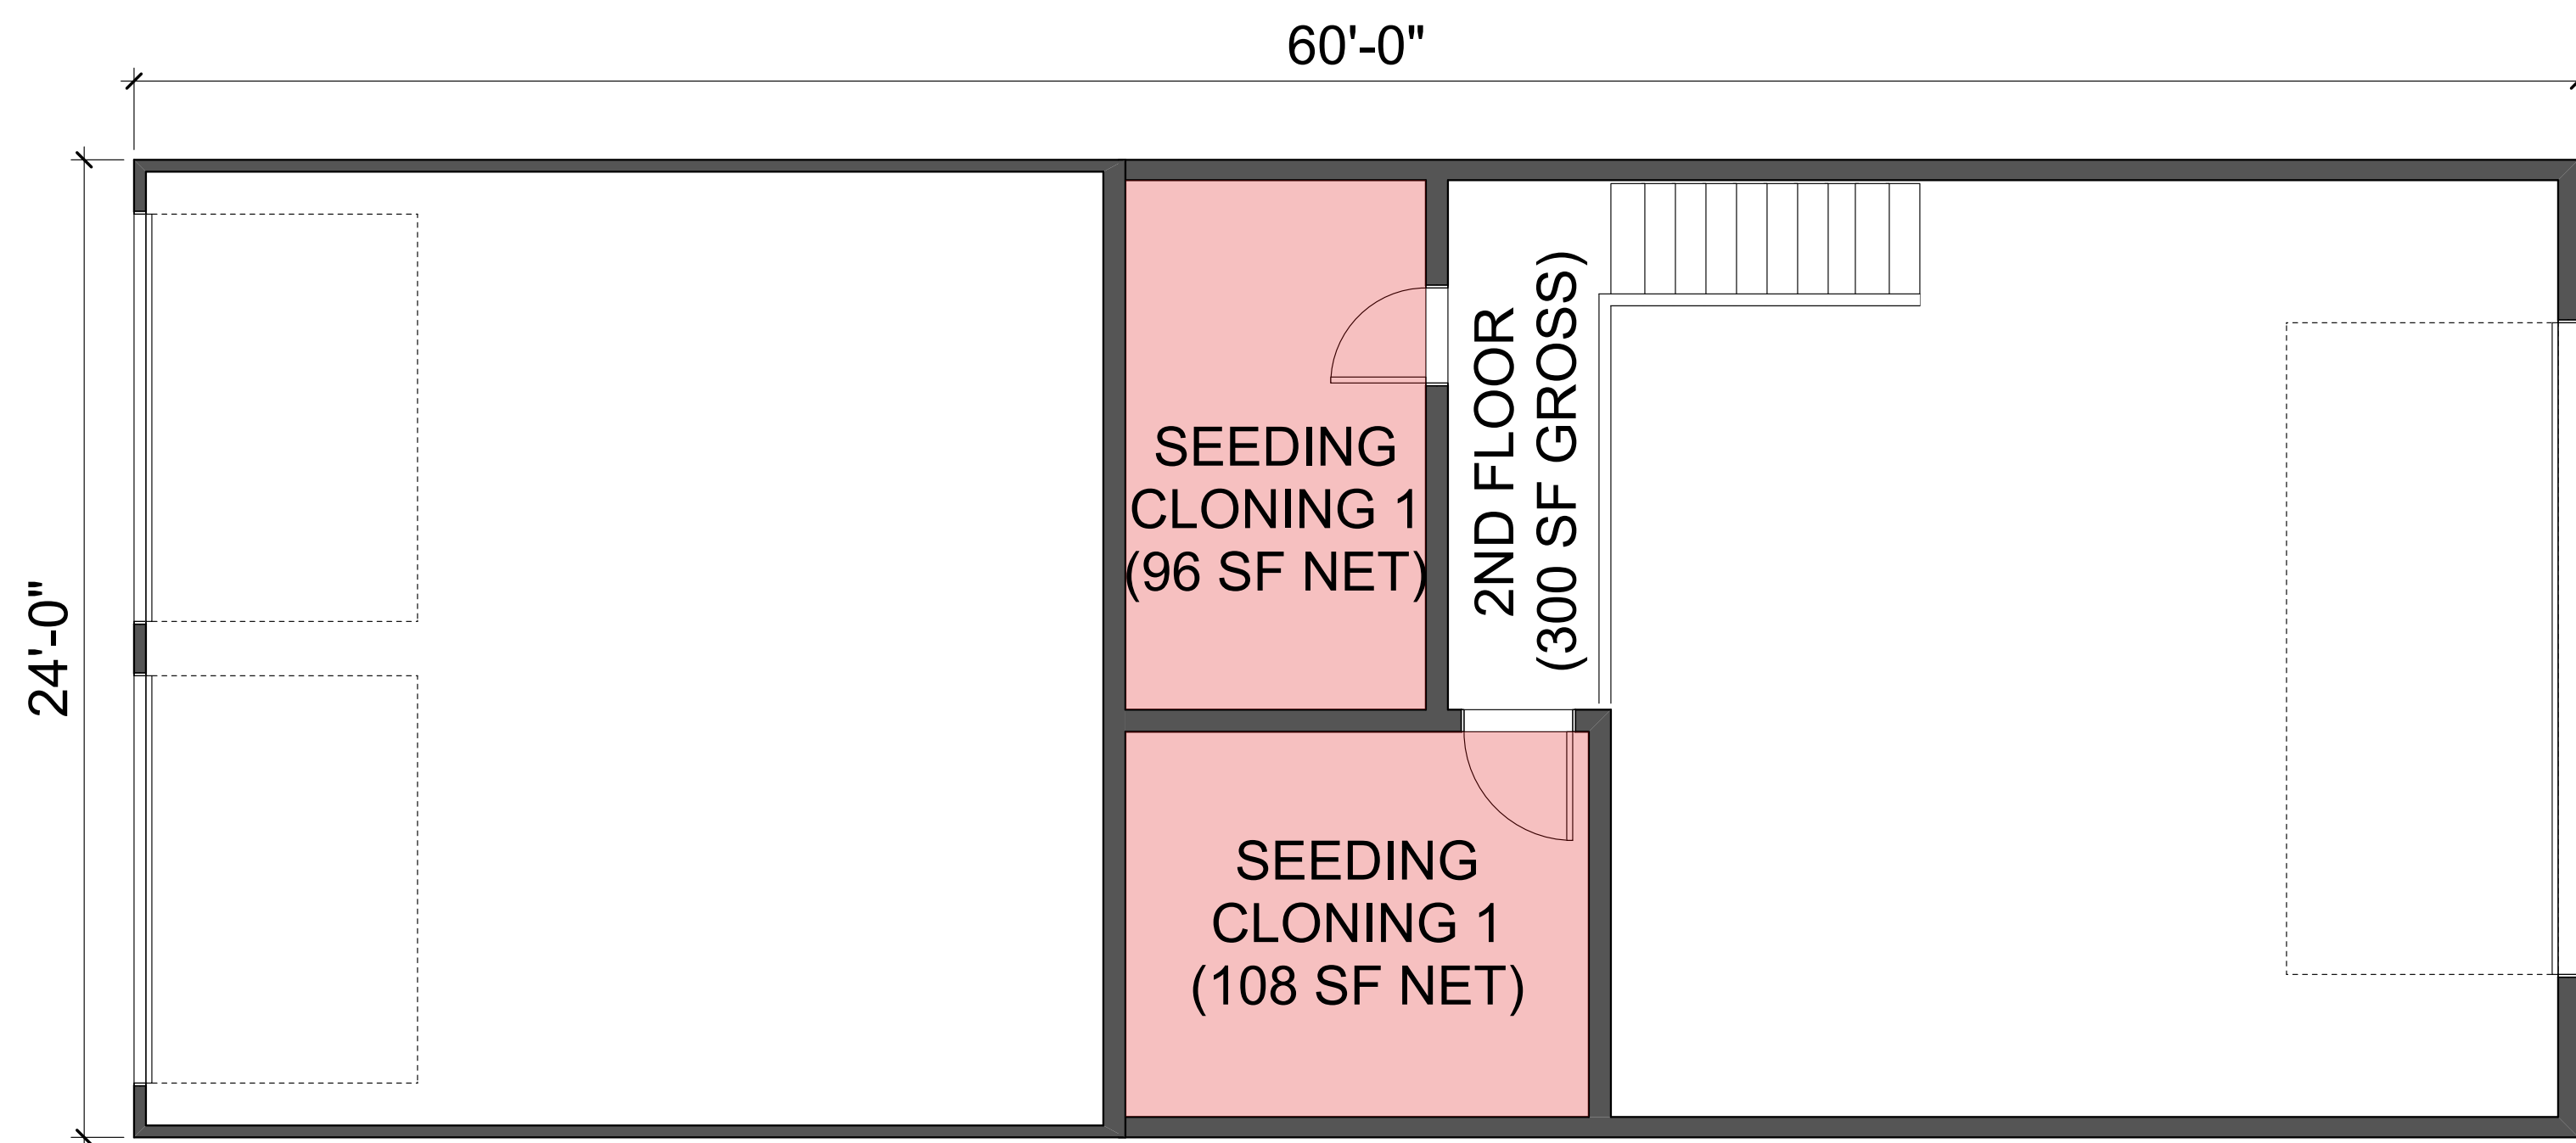 60'-0"
24'-0"
SEEDING
CLONING 1
(96 SF NET)
2ND FLOOR
(300 SF GROSS)
SEEDING
CLONING 1
(108 SF NET)